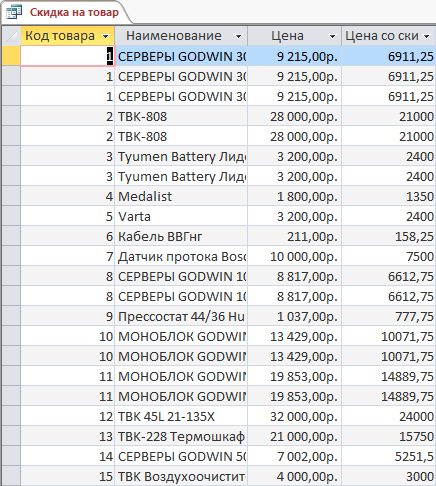 Скидка на товар
Код товара Наименование Цена Цена со ски
1 СЕРВЕРЫ GODWIN 30 9 215,00р. 6911,25
1 СЕРВЕРЫ GODWIN 30 9 215,00р. 6911,25
1 СЕРВЕРЫ GODWIN 30 9 215,00р. 6911,25
2 ТВК-808 28 000,00р. 21000
2 ТВК-808 28 000,00р. 21000
3 Tyumen Battery Лиде 3 200,00р. 2400
3 Tyumen Battery Лиде 3 200,00р. 2400
4 Medalist 1 800,00р. 1350
5 Varta 3 200,00р. 2400
6 Кабель ВВГнг 211,00р. 158,25
7 Датчик протока Bosc 10 000,00р. 7500
8 СЕРВЕРЫ GODWIN 10 8 817,00р. 6612,75
8 СЕРВЕРЫ GODWIN 10 8 817,00р. 6612,75
9 Прессостат 44/36 Hu 1 037,00р. 777,75
10 МОНОБЛОК GODWIN 13 429,00р. 10071,75
10 МОНОБЛОК GODWIN 13 429,00р. 10071,75
11 МОНОБЛОК GODWIN 19 853,00р. 14889,75
11 МОНОБЛОК GODWIN 19 853,00р. 14889,75
12 ТВК 45L 21-135X 32 000,00р. 24000
13 ТВК-228 Термошкаф 21 000,00р. 15750
14 СЕРВЕРЫ GODWIN 50 7 002,00р. 5251,5
15 ТВК Воздухоочистит 4 000,00р. 3000